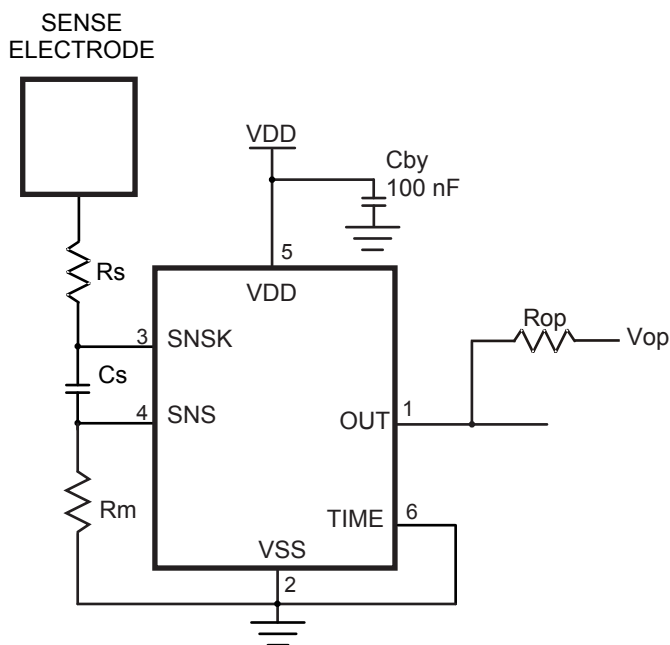 SENSE
ELECTRODE
VDD
Cby
100 nF
5
Rs
VDD
Rop
Vop
3
SNSK
Cs
4
SNS
1
OUT
Rm
TIME
6
VSS
2